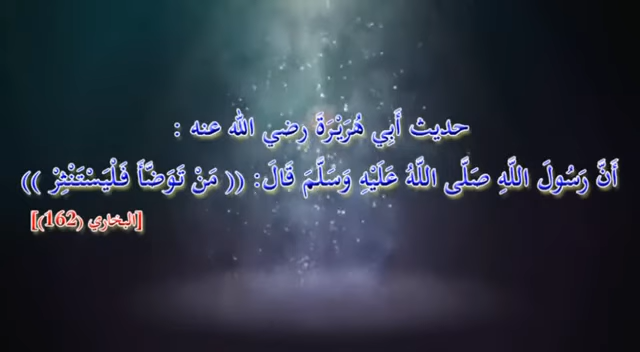 حديث أَبِي هُرَيْرَةَ رضي الله عنه :
أَنَّ رَسُولَ اللَّهِ صَلَّى اللَّهُ عَلَيْهِ وَسَلَّمَ قَالَ: (( مَنْ تَوَضَّأَ فَلْيَسْتَنْثِرْ ))
[البخاري (162)]